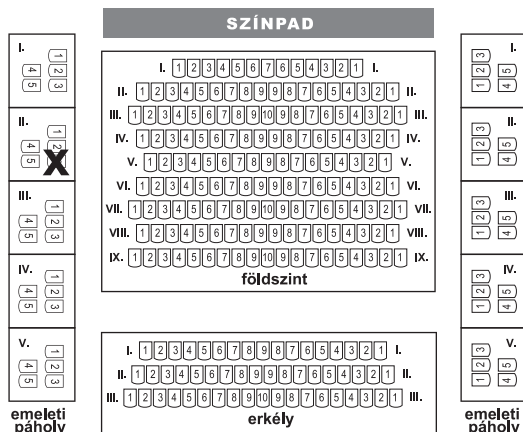 SZÍNPAD
I. 1 2 3 4 5 6 7 6 5 4 3 2 1 I.
II. 1 2 3 4 5 6 7 8 9 9 8 7 6 5 4 3 2 1 II.
III. 1 2 3 4 5 6 7 8 9 10 9 8 7 6 5 4 3 2 1 III.
IV. 1 2 3 4 5 6 7 8 9 9 8 7 6 5 4 3 2 1 IV.
V. 1 2 3 4 5 6 7 8 9 8 7 6 5 4 3 2 1 V.
VI. 1 2 3 4 5 6 7 8 9 9 8 7 6 5 4 3 2 1 VI.
VII. 1 2 3 4 5 6 7 8 9 10 9 8 7 6 5 4 3 2 1 VII.
VIII. 1 2 3 4 5 6 7 8 9 9 8 7 6 5 4 3 2 1 VIII.
IX. 1 2 3 4 5 6 7 8 9 10 9 8 7 6 5 4 3 2 1 IX.
földszint
I. 1 2 3 4 5 6 7 8 9 8 7 6 5 4 3 2 1 I.
II. 1 2 3 4 5 6 7 8 9 9 8 7 6 5 4 3 2 1 II.
III. 1 2 3 4 5 6 7 8 9 10 9 8 7 6 5 4 3 2 1 III.
erkély
I.
1
4 2
5 3
II.
1
4 2
5 X
III.
1
4 2
5 3
IV.
1
4 2
5 3
V.
1
4 2
5 3
emeleti
páholy
I.
3
2 5
1 4
II.
3
2 5
1 4
III.
3
2 5
1 4
IV.
3
2 5
1 4
V.
3
2 5
1 4
emeleti
páholy